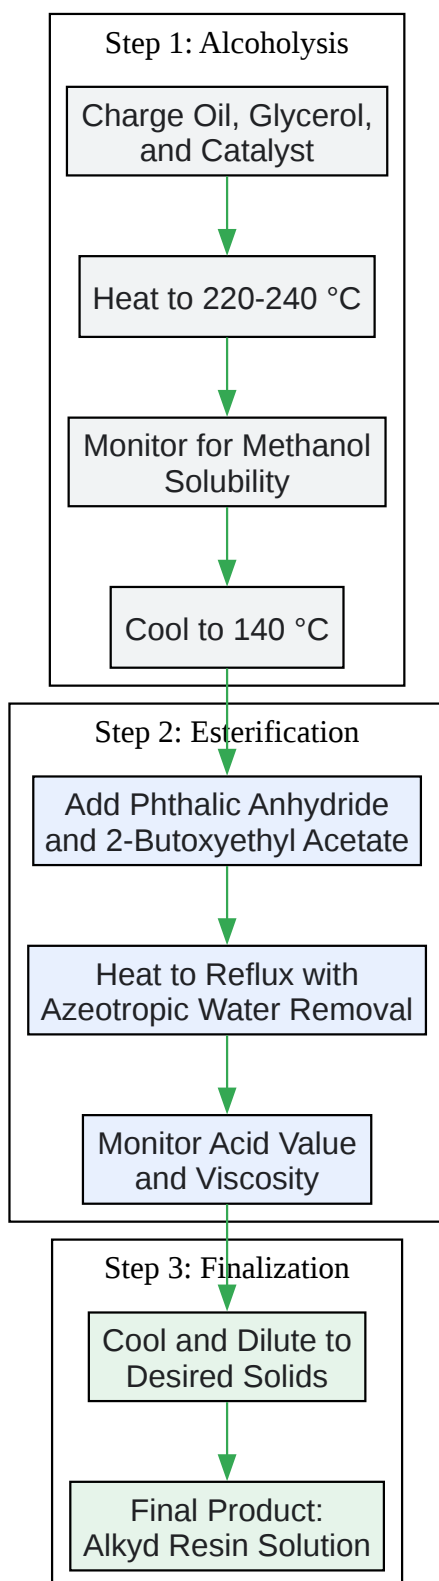 Step 1: Alcoholysis
Charge Oil, Glycerol,
and Catalyst
Heat to 220-240 °C
Monitor for Methanol
Solubility
Cool to 140 °C
Step 2: Esterification
Add Phthalic Anhydride
and 2-Butoxyethyl Acetate
Heat to Reflux with
Azeotropic Water Removal
Monitor Acid Value
and Viscosity
Step 3: Finalization
Cool and Dilute to
Desired Solids
Final Product:
Alkyd Resin Solution